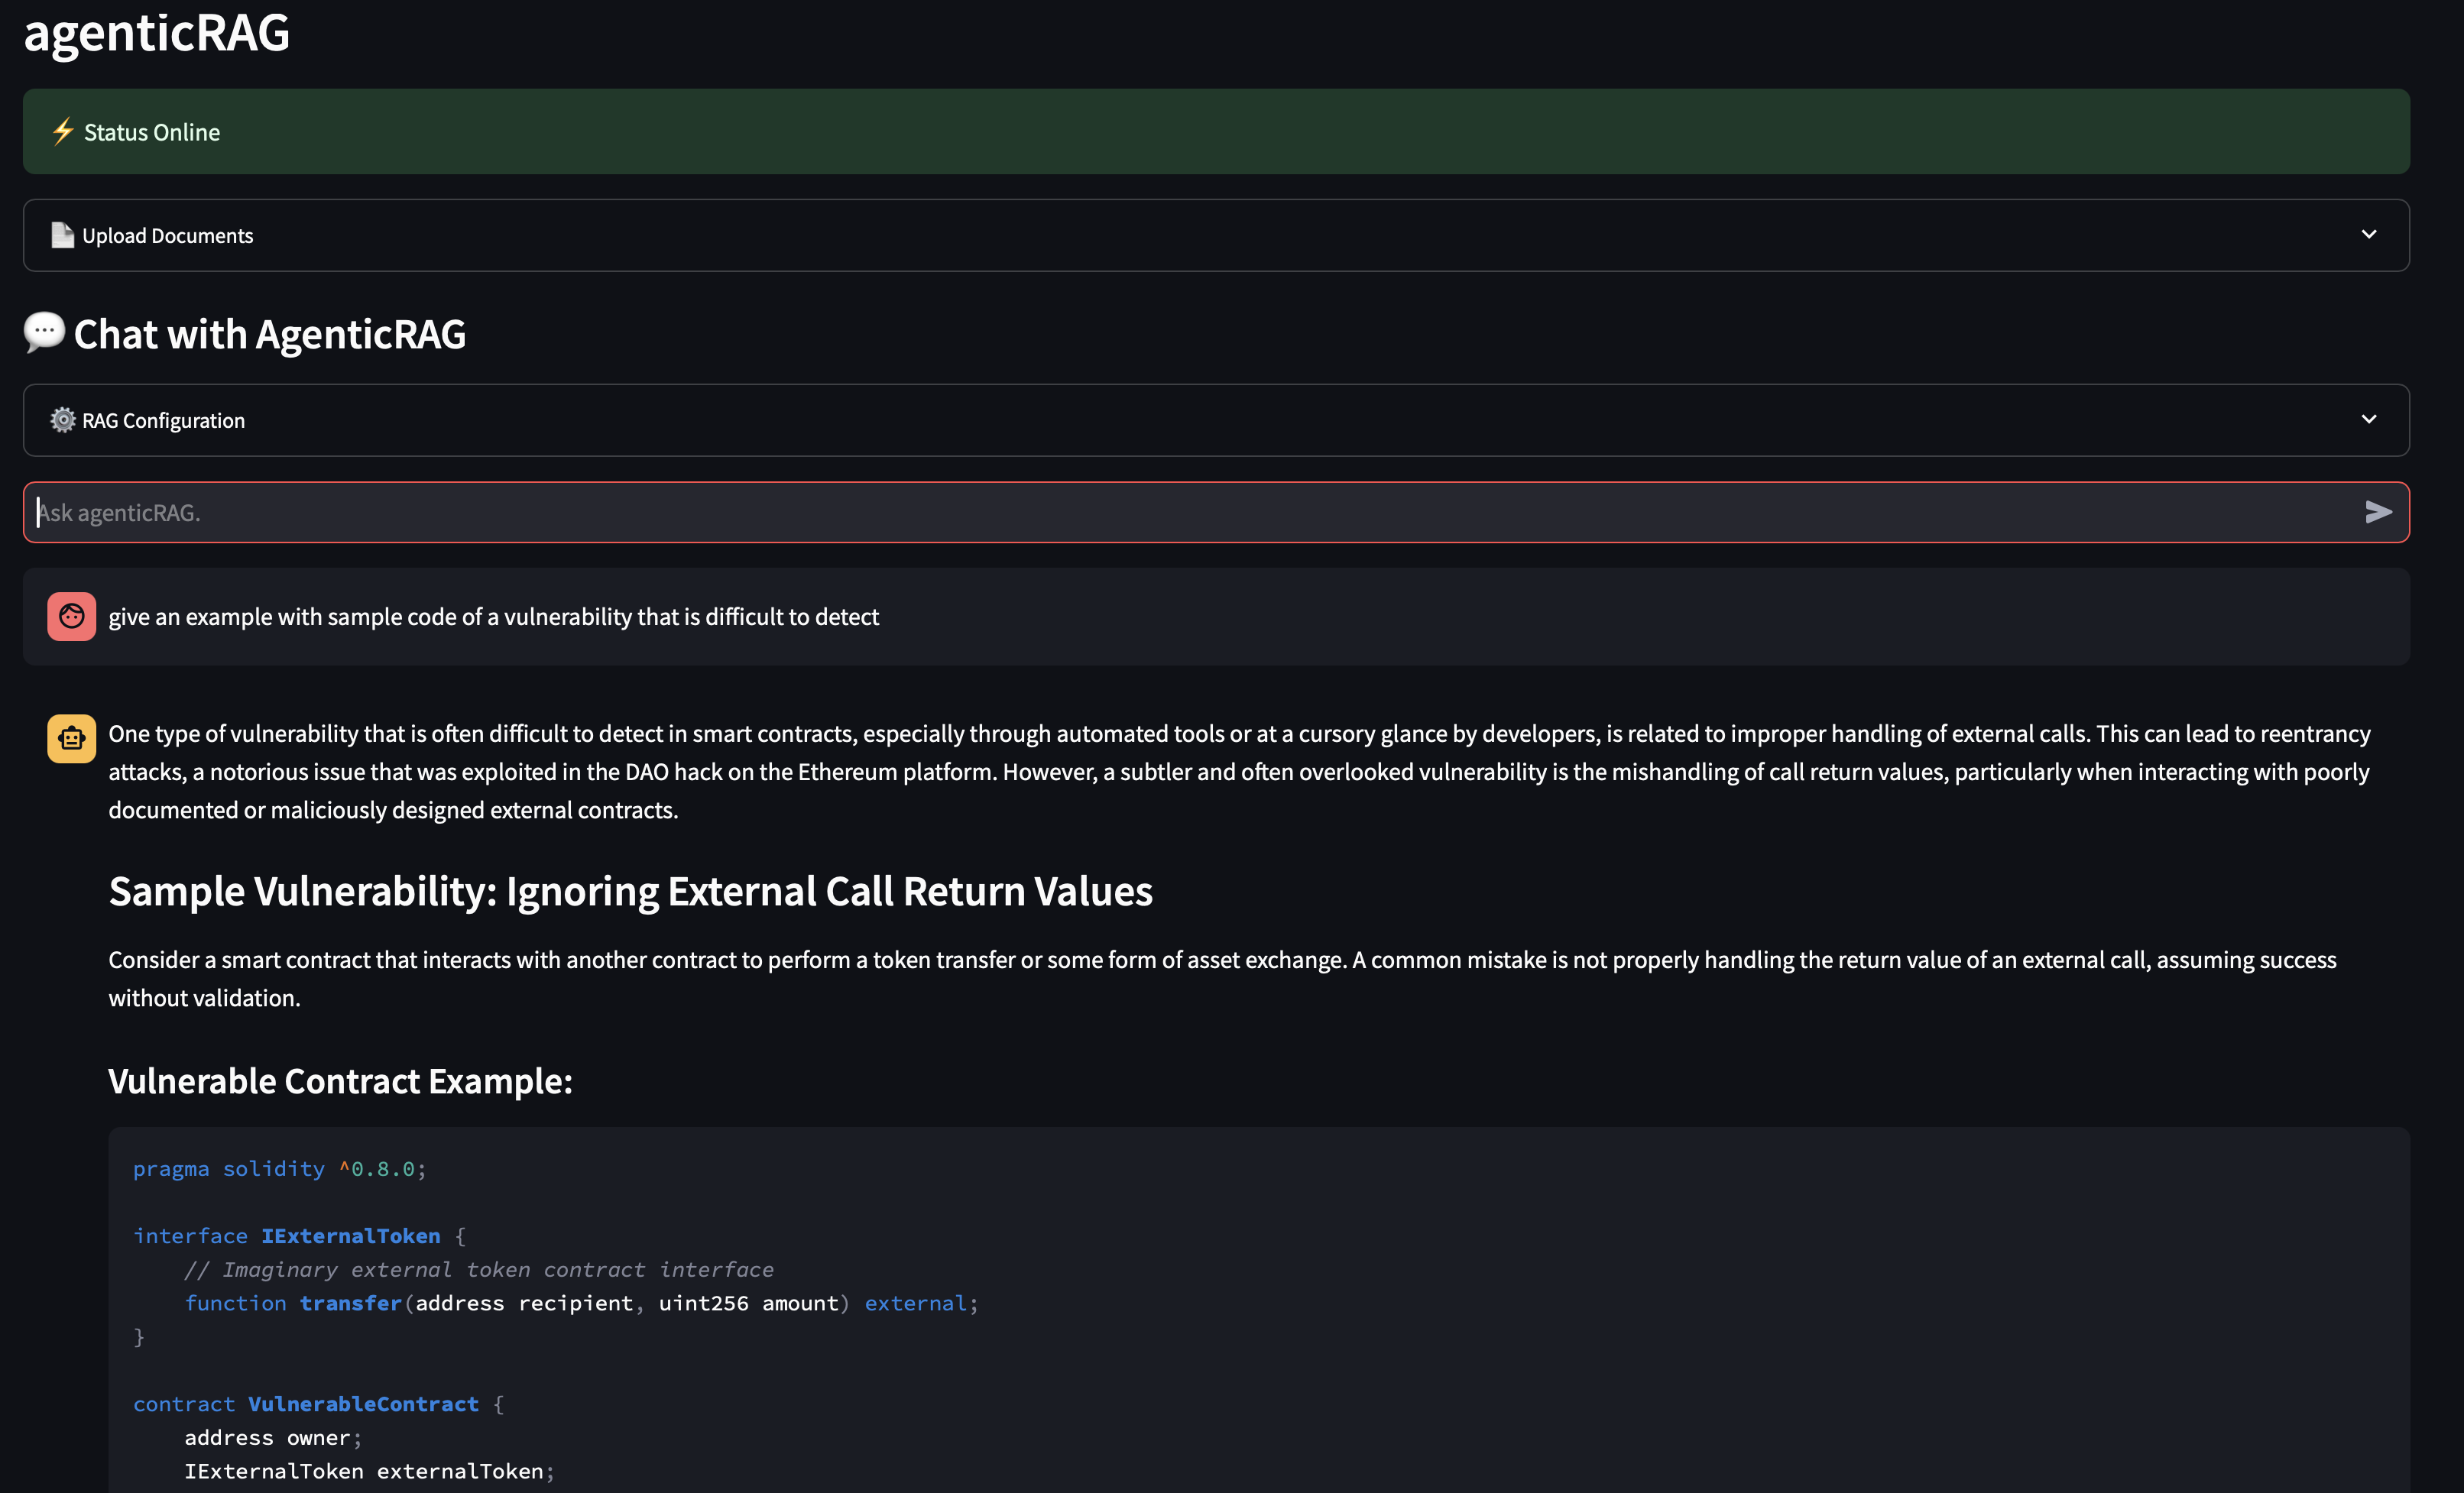 agenticRAG
⚡ Status Online
Upload Documents
Chat with AgenticRAG
RAG Configuration
Ask agenticRAG.
give an example with sample code of a vulnerability that is difficult to detect
One type of vulnerability that is often difficult to detect in smart contracts, especially through automated tools or at a cursory glance by developers, is related to improper handling of external calls. This can lead to reentrancy
attacks, a notorious issue that was exploited in the DAO hack on the Ethereum platform. However, a subtler and often overlooked vulnerability is the mishandling of call return values, particularly when interacting with poorly
documented or maliciously designed external contracts.
Sample Vulnerability: Ignoring External Call Return Values
Consider a smart contract that interacts with another contract to perform a token transfer or some form of asset exchange. A common mistake is not properly handling the return value of an external call, assuming success
without validation.
Vulnerable Contract Example:
pragma solidity ^0.8.0;
interface IExternalToken {
// Imaginary external token contract interface
function transfer(address recipient, uint256 amount) external;
}
contract VulnerableContract {
address owner;
IExternalToken externalToken;